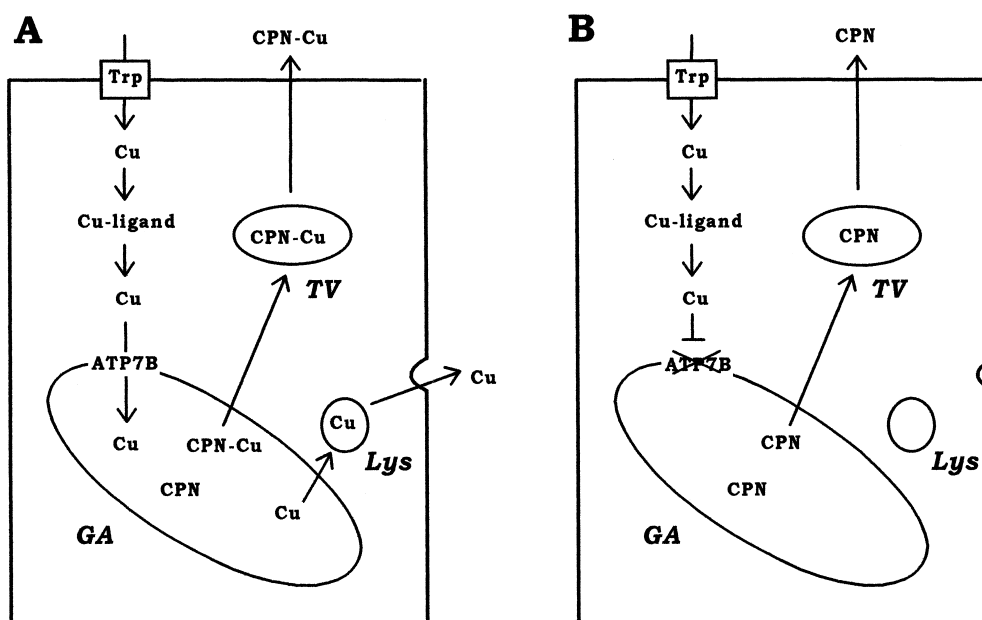 A
CPN-Cu
Trp
Cu
Cu-ligand
CPN-Cu
Cu
TV
ATP7B
Cu
Cu
Cu
CPN-Cu
Lys
CPN
Cu
GA
B
CPN
Trp
Cu
Cu-ligand
CPN
Cu
TV
ATP7B
CPN
Lys
CPN
GA